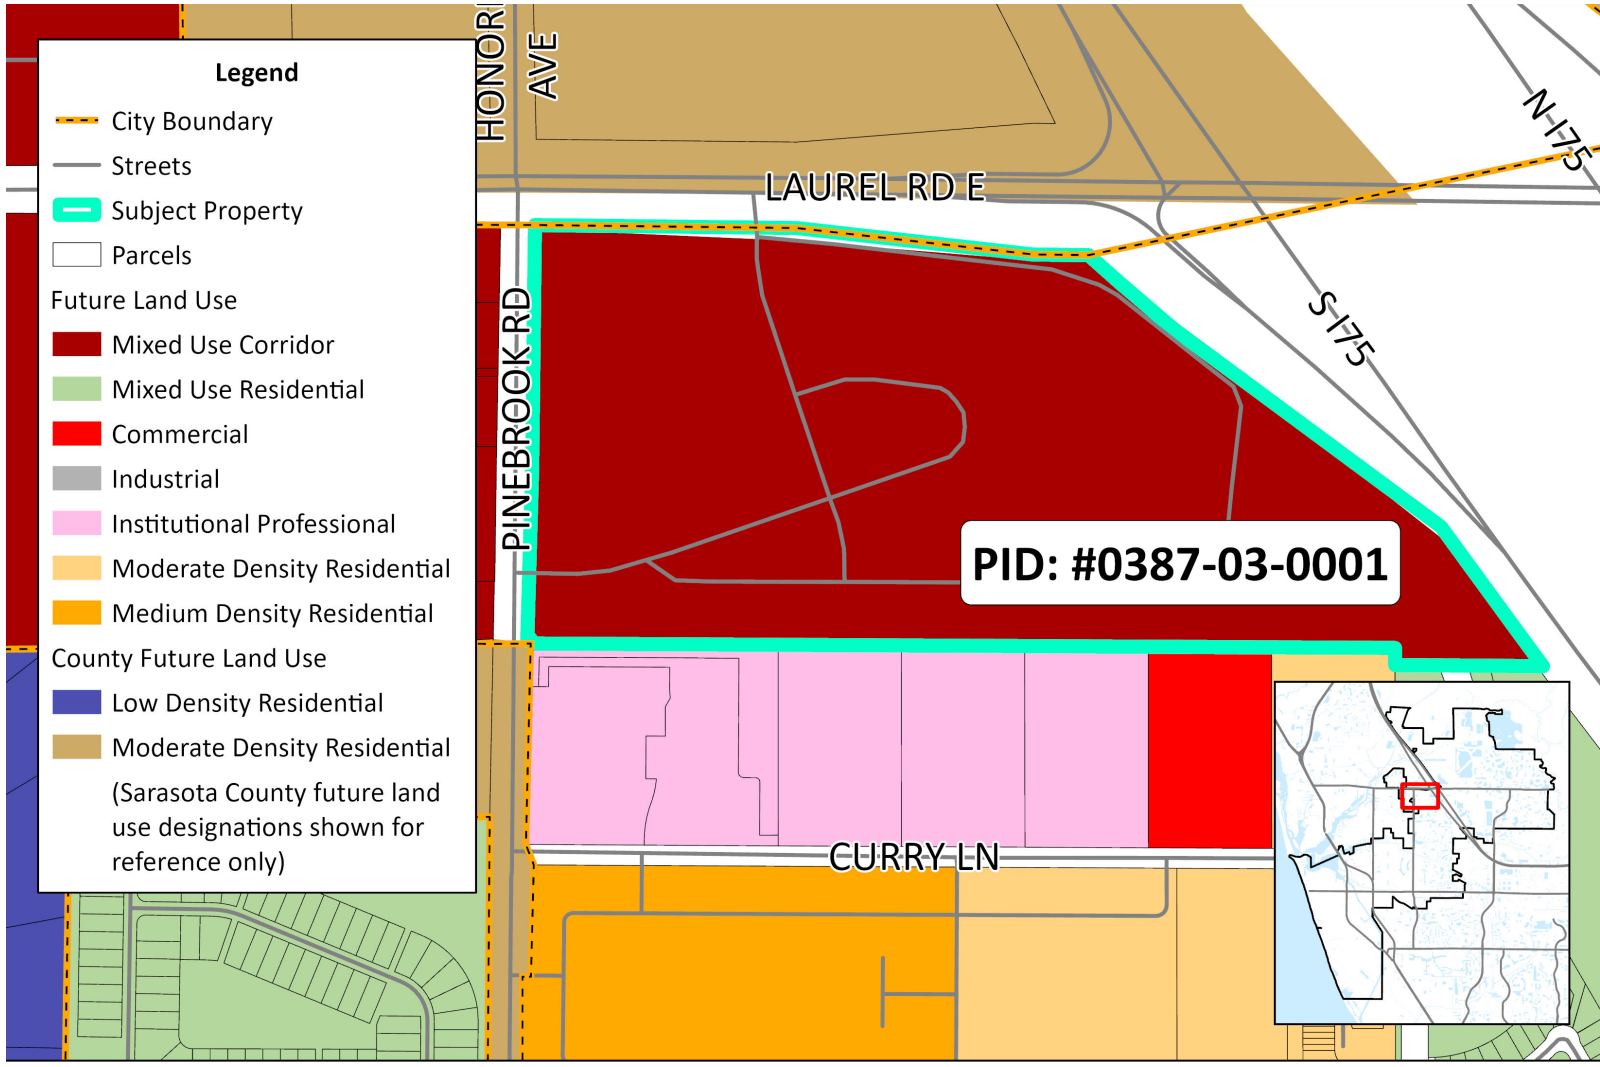 Legend
City Boundary
Streets
Subject Property
Parcels
Future Land Use
Mixed Use Corridor
Mixed Use Residential
Commercial
Industrial
Institutional Professional
Moderate Density Residential
Medium Density Residential
County Future Land Use
Low Density Residential
Moderate Density Residential
(Sarasota County future land
use designations shown for
reference only)
AVE
LAUREL RD E
N-I75
S-I75
PINEBROOK RD
PID: #0387-03-0001
CURRY LN